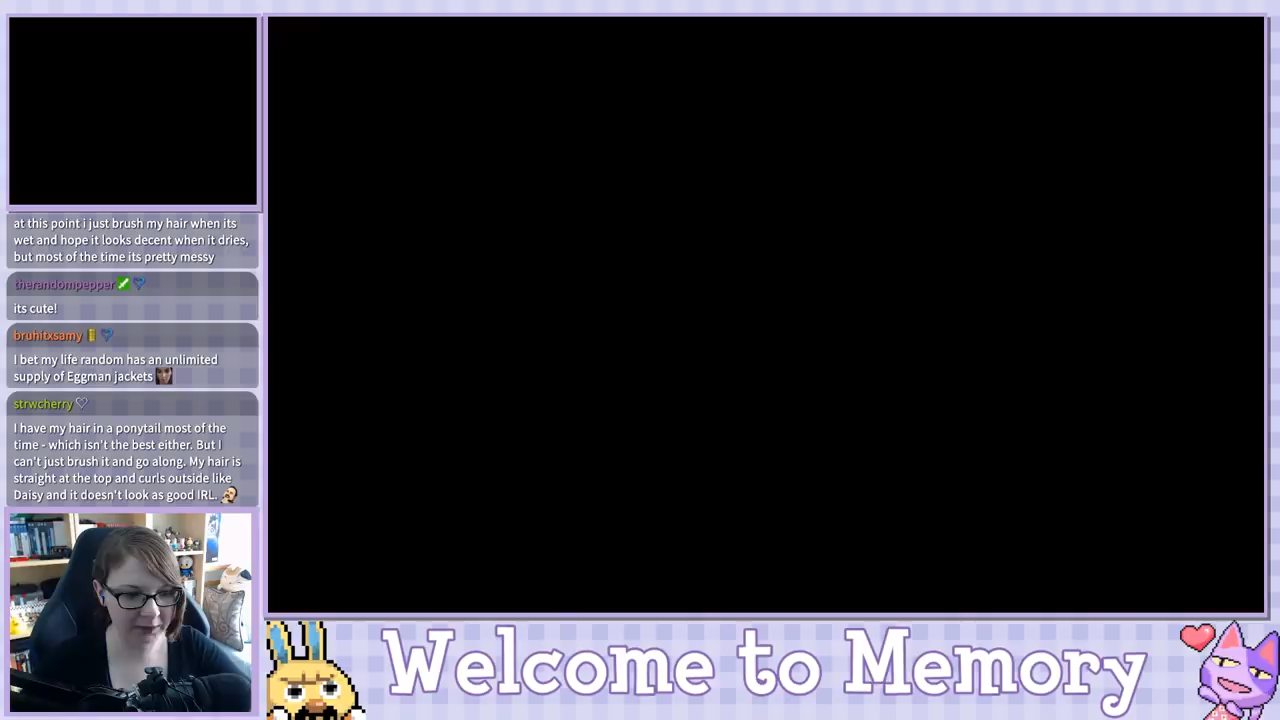 at this point i just brush my hair when its
wet and hope it looks decent when it dries,
but most of the time its pretty messy
therandompepper
its cute!
bruhitxsamy
I bet my life random has an unlimited
supply of Eggman jackets
strwcherry
I have my hair in a ponytail most of the
time - which isn't the best either. But I
can't just brush it and go along. My hair is
straight at the top and curls outside like
Daisy and it doesn't look as good IRL.
Welcome to Memory